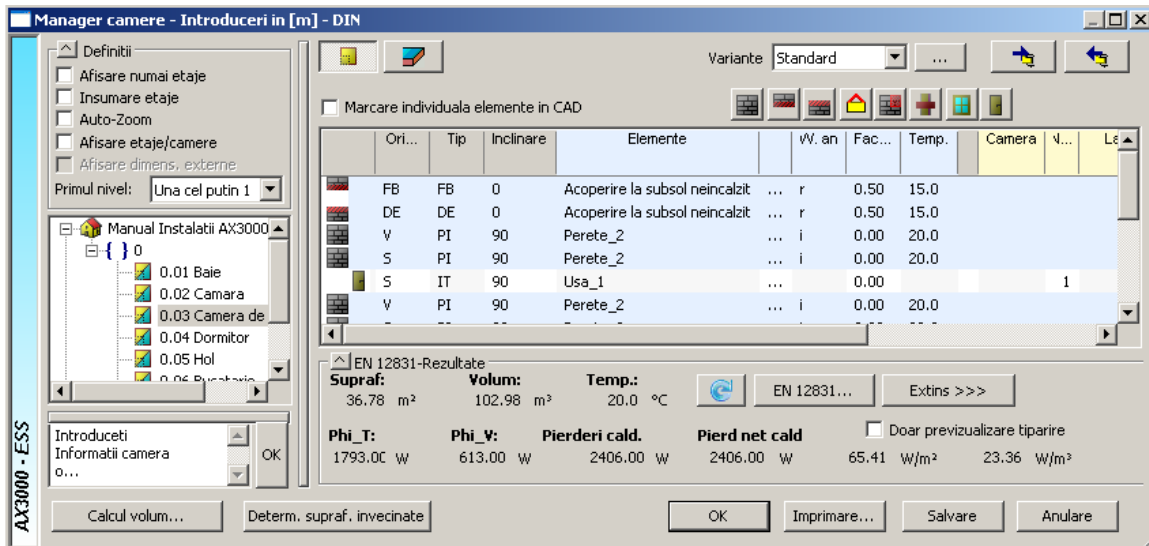 Manager camere - Introduceri in [m] - DIN
AX3000 - ESS
Definitii
Afisare numai etaje
Insumare etaje
Auto-Zoom
Afisare etaje/camere
Afisare dimens. externe
Primul nivel: Una cel putin 1
Manual Instalatii AX3000
0
0.01 Baie
0.02 Camara
0.03 Camera de
0.04 Dormitor
0.05 Hol
0.06 Bucatarie
Introduceti
Informatii camera
o...
OK
Variante Standard ...
Marcare individuala elemente in CAD
Ori... Tip Inclinare Elemente W. an Fac... Temp. Camera
FB FB 0 Acoperire la subsol neincalzit ... r 0.50 15.0
DE DE 0 Acoperire la subsol neincalzit ... r 0.50 15.0
V PI 90 Perete_2 ... i 0.00 20.0
S PI 90 Perete_2 ... i 0.00 20.0
S IT 90 Usa_1 ... 0.00 1
V PI 90 Perete_2 ... i 0.00 20.0
EN 12831-Rezultate
Supraf: Volum: Temp.:
36.78 m² 102.98 m³ 20.0 °C
EN 12831... Extins >>>
Phi_T: Phi_V: Pierderi cald. Pierd net cald Doar previzualizare tiparire
1793.00 W 613.00 W 2406.00 W 2406.00 W 65.41 W/m² 23.36 W/m³
Calcul volum... Determ. supraf. invecinate OK Imprimare... Salvare Anulare